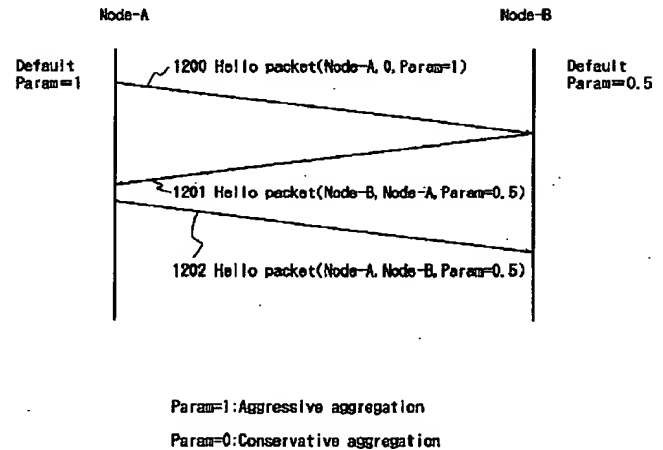 Node-A
Node-B
Default
Param=1
Default
Param=0.5
1200 Hello packet(Node-A, 0, Param=1)
1201 Hello packet(Node-B, Node-A, Param=0.5)
1202 Hello packet(Node-A, Node-B, Param=0.5)
Param=1:Aggressive aggregation
Param=0:Conservative aggregation